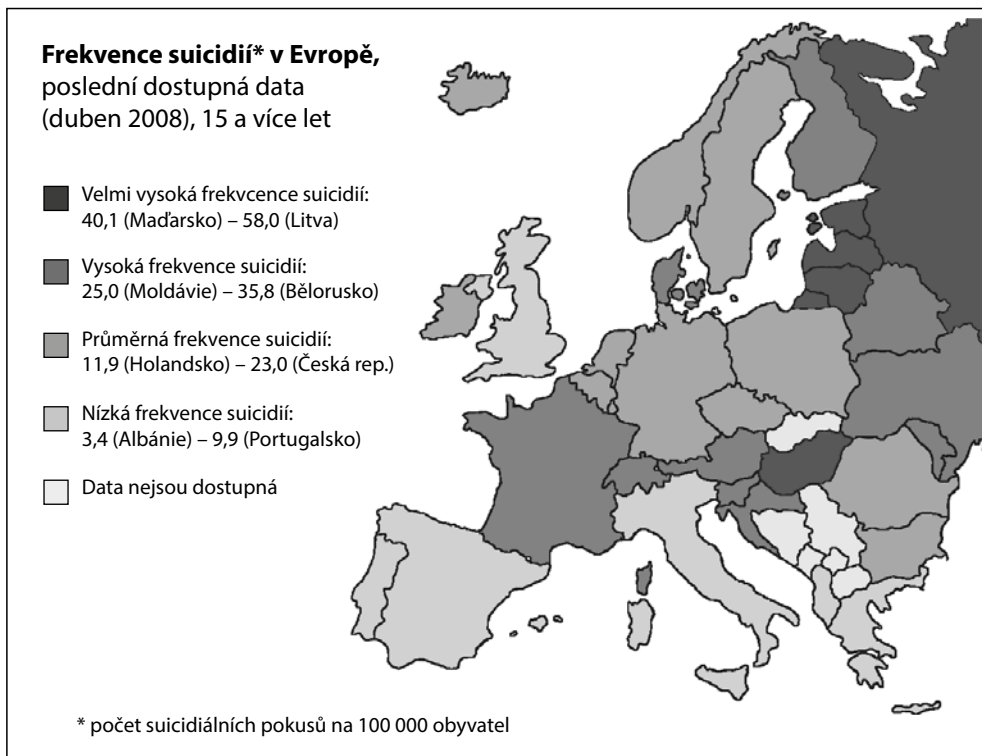 Frekvence suicidií* v Evropě,
poslední dostupná data
(duben 2008), 15 a více let
Velmi vysoká frekvcence suicidií:
40,1 (Maďarsko) – 58,0 (Litva)
Vysoká frekvence suicidií:
25,0 (Moldávie) – 35,8 (Bělorusko)
Průměrná frekvence suicidií:
11,9 (Holandsko) – 23,0 (Česká rep.)
Nízká frekvence suicidií:
3,4 (Albánie) – 9,9 (Portugalsko)
Data nejsou dostupná
* počet suicidiálních pokusů na 100 000 obyvatel